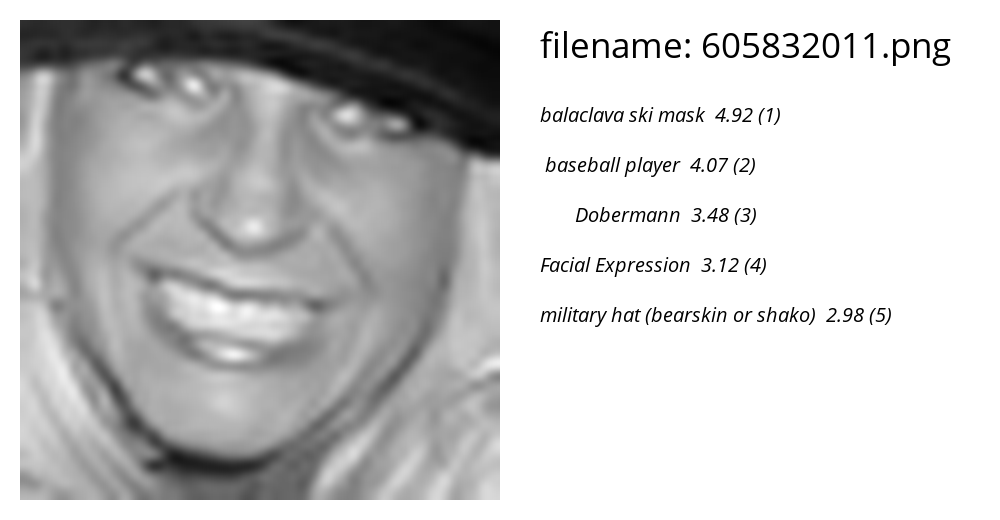 filename: 605832011.png
balaclava ski mask 4.92 (1)
baseball player 4.07 (2)
Dobermann 3.48 (3)
Facial Expression 3.12 (4)
military hat (bearskin or shako) 2.98 (5)